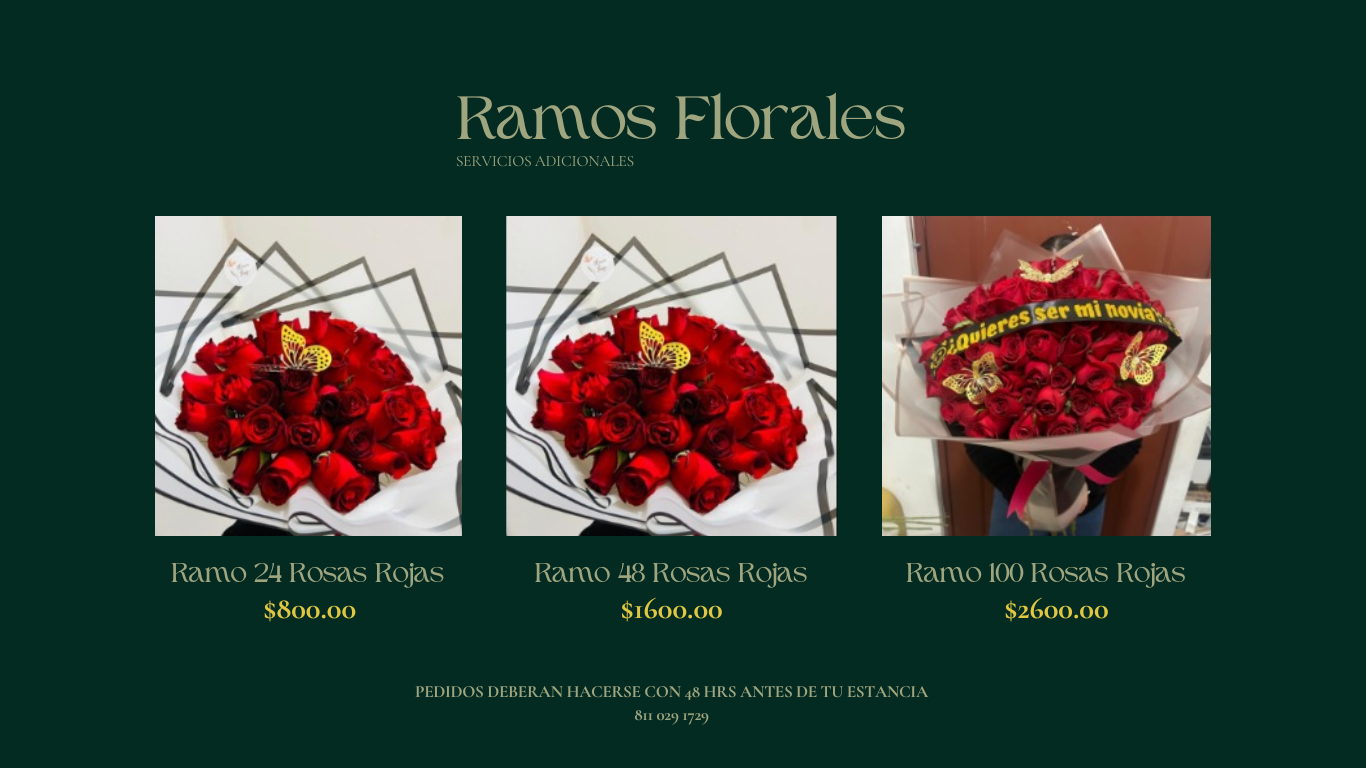 Ramos Florales
SERVICIOS ADICIONALES
¿Quieres ser mi novia
Ramo 24 Rosas Rojas
$800.00
Ramo 48 Rosas Rojas
$1600.00
Ramo 100 Rosas Rojas
$2600.00
PEDIDOS DEBERAN HACERSE CON 48 HRS ANTES DE TU ESTANCIA
811 029 1729